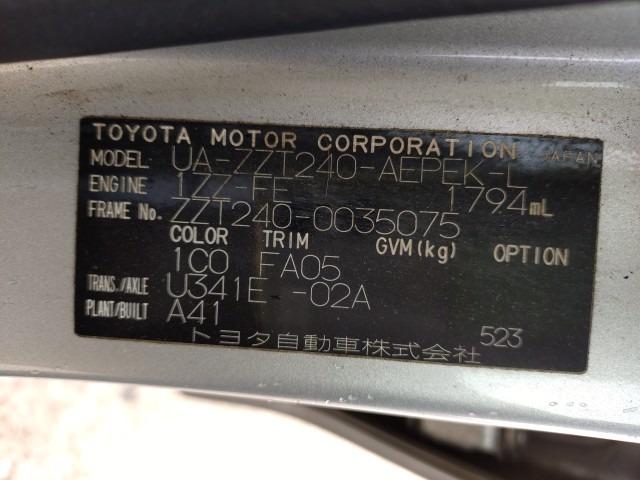 TOYOTA MOTOR CORPORATION JAPAN
MODEL UA-ZZT240-AEPEK-L
ENGINE 1ZZ-FE / 1794mL
FRAME No. ZZT240-0035075
COLOR TRIM GVM(kg) OPTION
1C0 FA05
TRANS./AXLE U341E -02A
PLANT/BUILT A41
523
トヨタ自動車株式会社